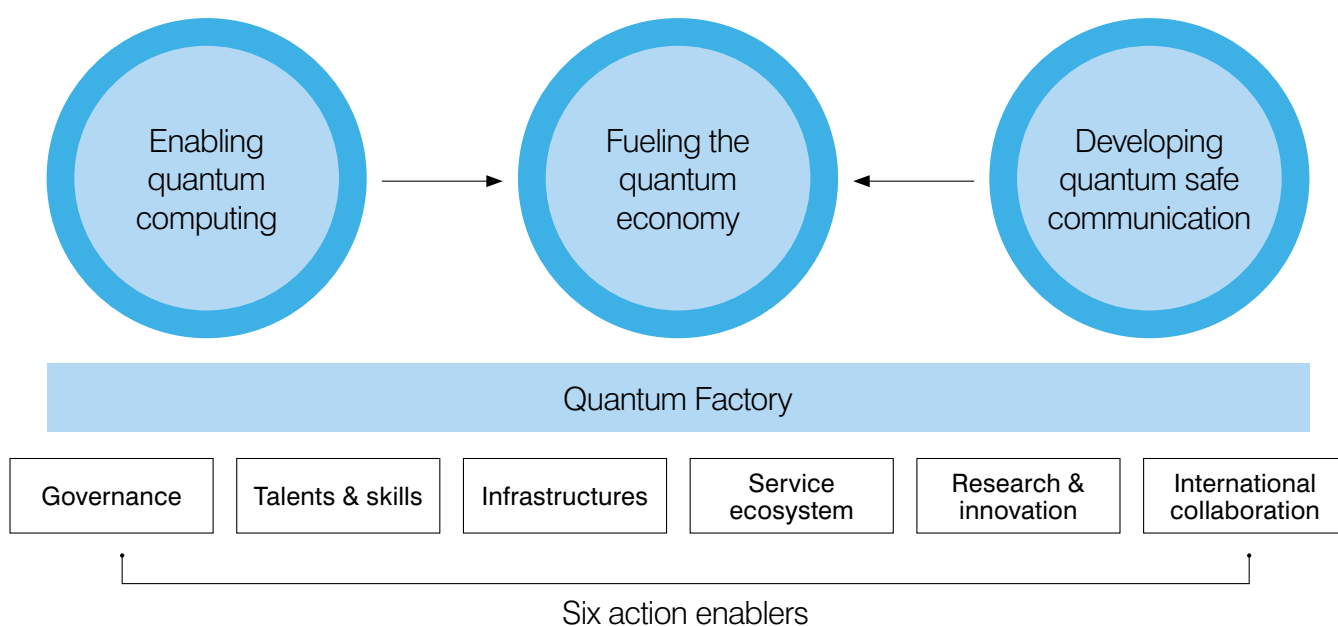 Enabling
quantum
computing
Fueling the
quantum
economy
Developing
quantum safe
communication
Quantum Factory
Governance
Talents & skills
Infrastructures
Service
ecosystem
Research &
innovation
International
collaboration
Six action enablers